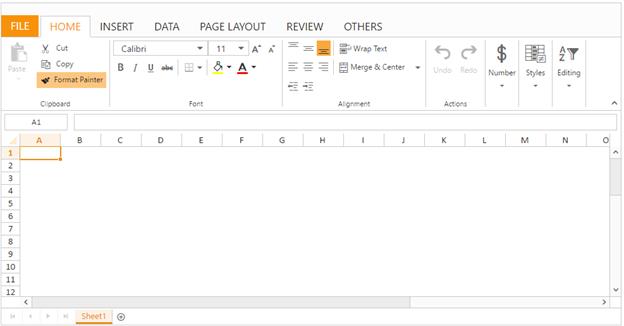 FILE HOME INSERT DATA PAGE LAYOUT REVIEW OTHERS
Paste Cut Copy Format Painter
Clipboard
Calibri 11 A A
B I U abc A
Font
Wrap Text
Merge & Center
Alignment
Undo Redo
Actions
Number Styles Editing
A1
A B C D E F G H I J K L M N O
1
2
3
4
5
6
7
8
9
10
11
12
Sheet1